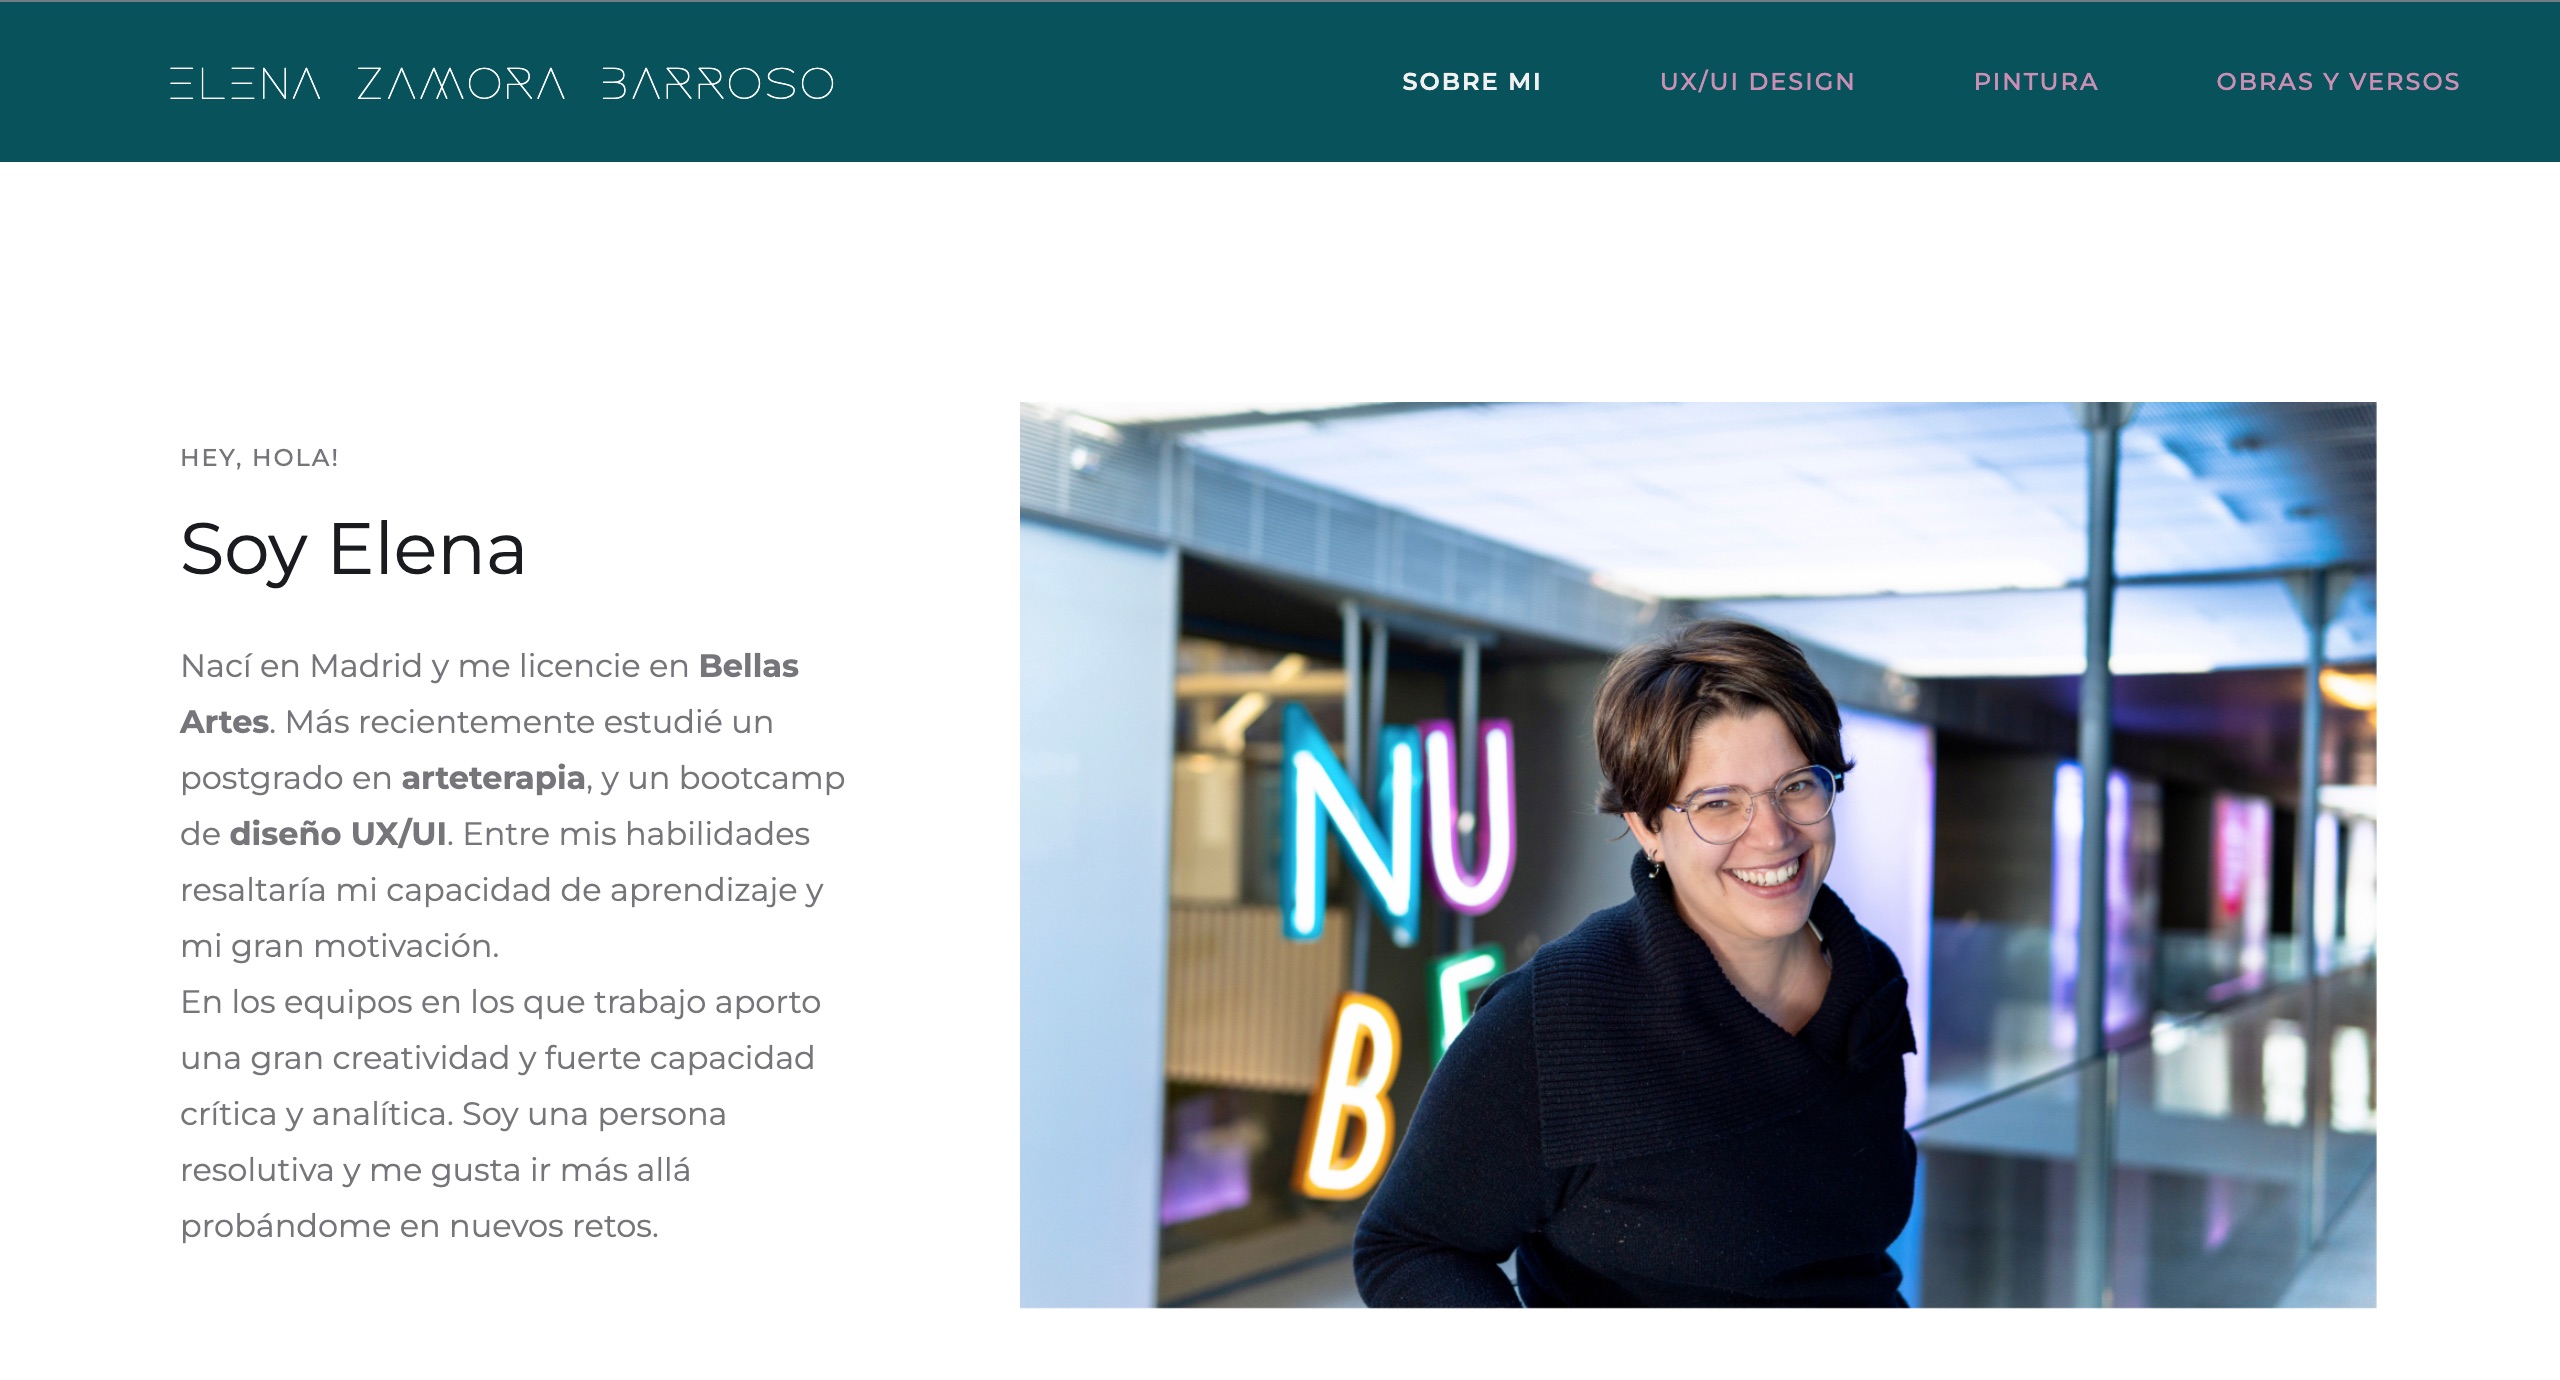 ELENA ZAMORA BARROSO
SOBRE MI
UX/UI DESIGN
PINTURA
OBRAS Y VERSOS
HEY, HOLA!
Soy Elena
Nací en Madrid y me licencie en Bellas
Artes. Más recientemente estudié un
postgrado en arteterapia, y un bootcamp
de diseño UX/UI. Entre mis habilidades
resaltaría mi capacidad de aprendizaje y
mi gran motivación.
En los equipos en los que trabajo aporto
una gran creatividad y fuerte capacidad
crítica y analítica. Soy una persona
resolutiva y me gusta ir más allá
probándome en nuevos retos.
NU
BE